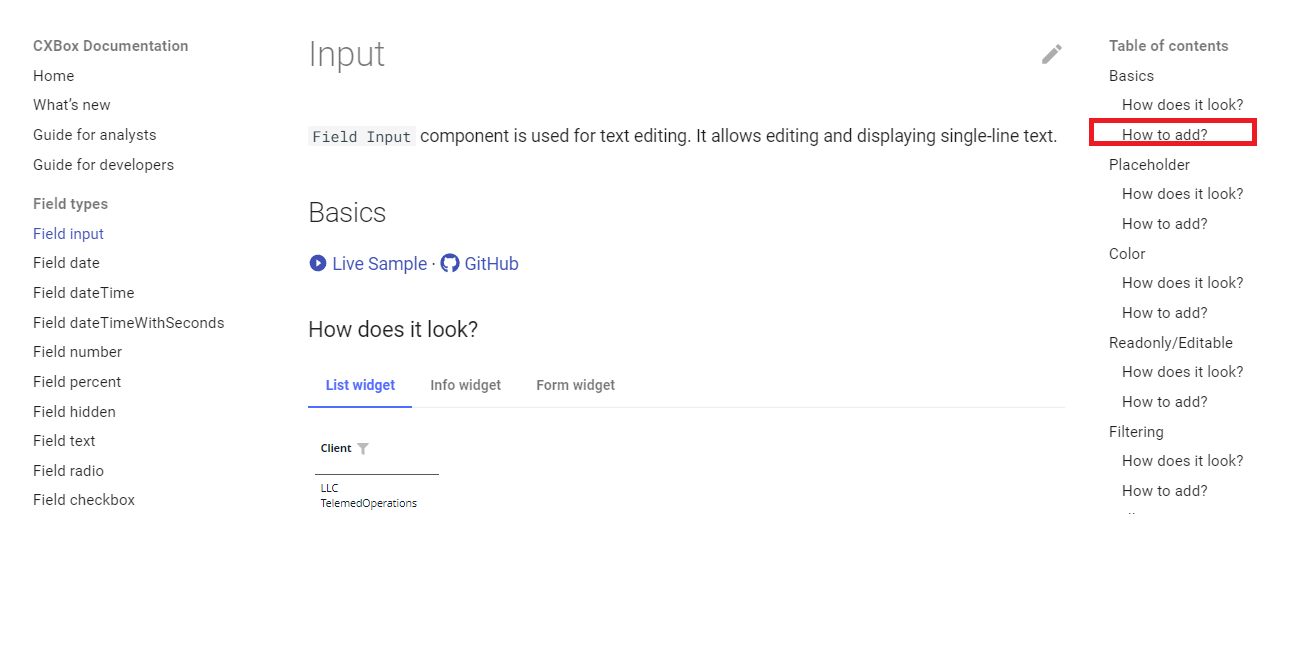 CXBox Documentation
Home
What's new
Guide for analysts
Guide for developers
Field types
Field input
Field date
Field dateTime
Field dateTimeWithSeconds
Field number
Field percent
Field hidden
Field text
Field radio
Field checkbox
Input
Field Input component is used for text editing. It allows editing and displaying single-line text.
Basics
Live Sample · GitHub
How does it look?
List widget Info widget Form widget
Client
LLC
TelemedOperations
Table of contents
Basics
How does it look?
How to add?
Placeholder
How does it look?
How to add?
Color
How does it look?
How to add?
Readonly/Editable
How does it look?
How to add?
Filtering
How does it look?
How to add?